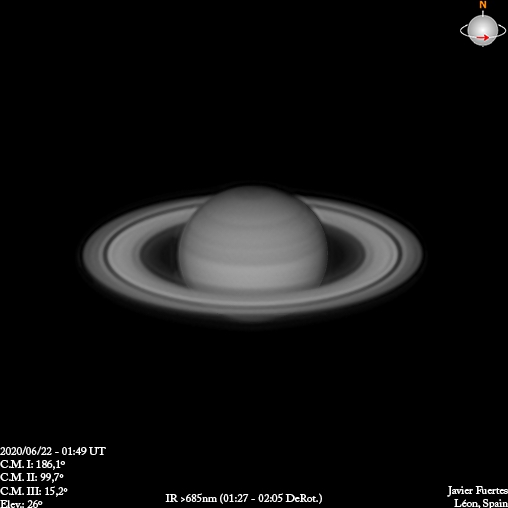 N
2020/06/22 - 01:49 UT
C.M. I: 186,1º
C.M. II: 99,7º
C.M. III: 15,2º
Elev.: 26º
IR >685nm (01:27 - 02:05 DeRot.)
Javier Fuertes
Léon, Spain